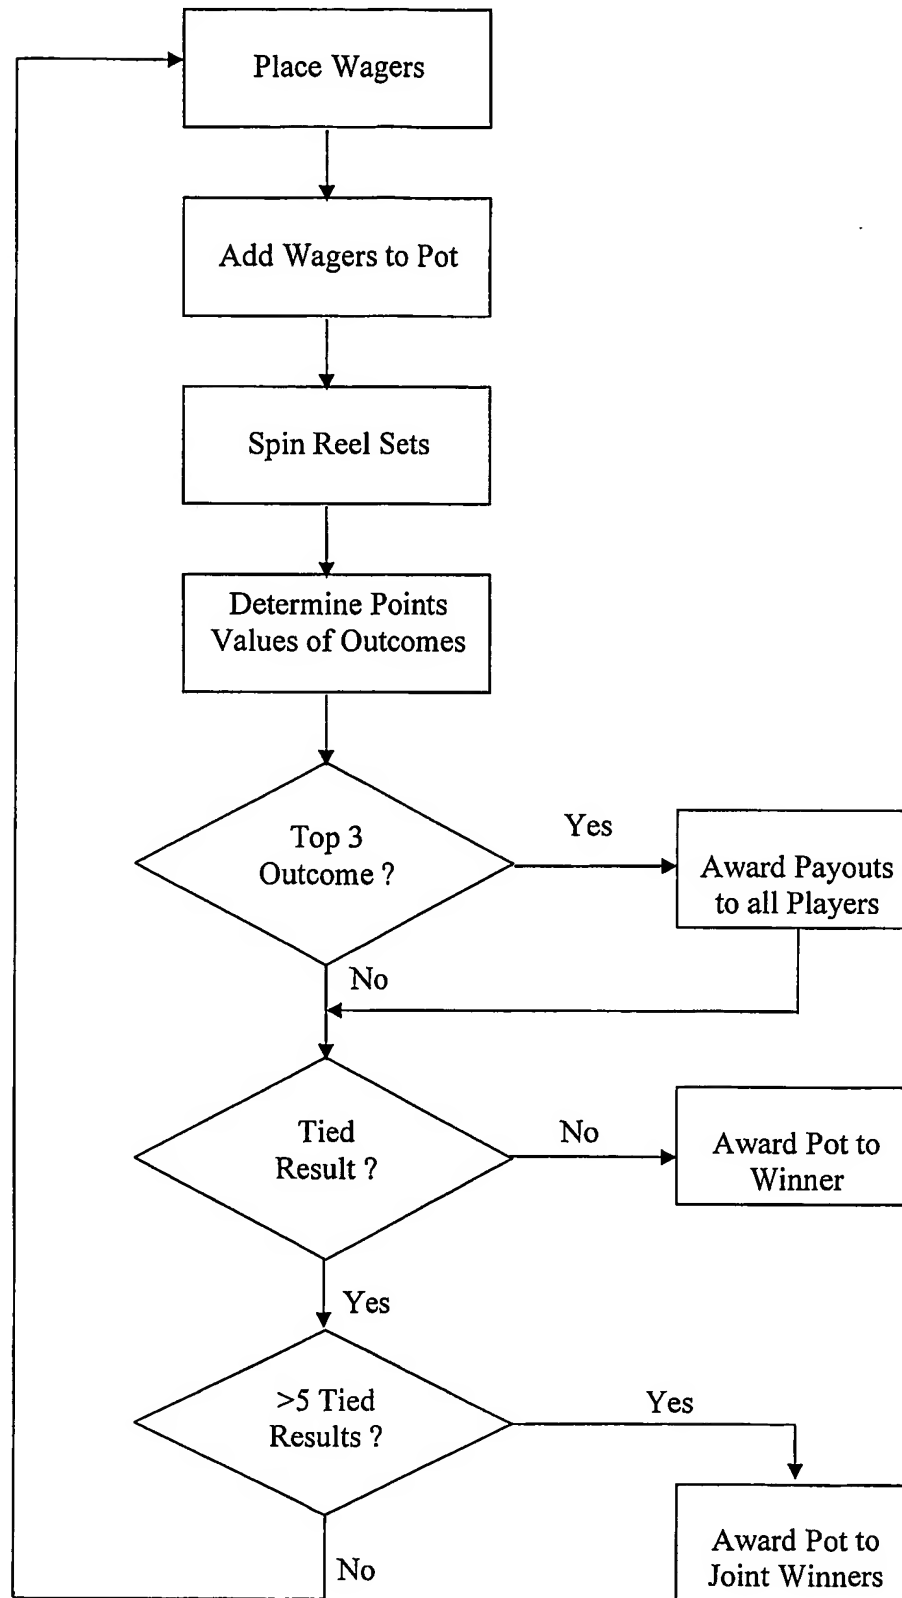 Place Wagers
Add Wagers to Pot
Spin Reel Sets
Determine Points
Values of Outcomes
Top 3
Outcome ?
Yes
Award Payouts
to all Players
No
Tied
Result ?
No
Award Pot to
Winner
Yes
>5 Tied
Results ?
Yes
Award Pot to
Joint Winners
No